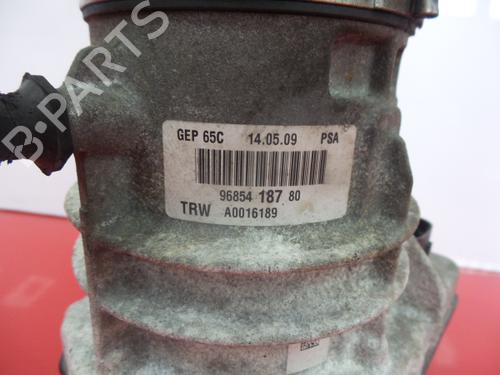 B-PARTS
GEP 65C 14.05.09 PSA
96854 187 80
TRW A0016189